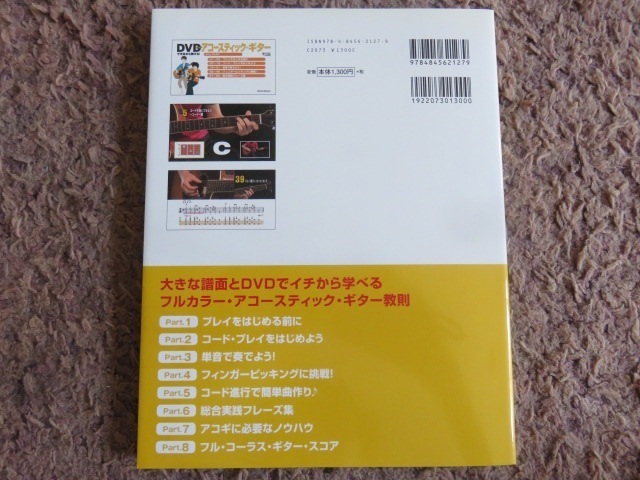 DVD アコースティック・ギター
5
C
39
ISBN978-4-8456-2127-9
C2073 ¥1300E
定価 本体1,300円 +税
9784845621279
1922073013000
大きな譜面とDVDでイチから学べる
フルカラー・アコースティック・ギター教則
Part.1 プレイをはじめる前に
Part.2 コード・プレイをはじめよう
Part.3 単音で奏でよう!
Part.4 フィンガーピッキングに挑戦!
Part.5 コード進行で簡単曲作り♪
Part.6 総合実践フレーズ集
Part.7 アコギに必要なノウハウ
Part.8 フル・コーラス・ギター・スコア